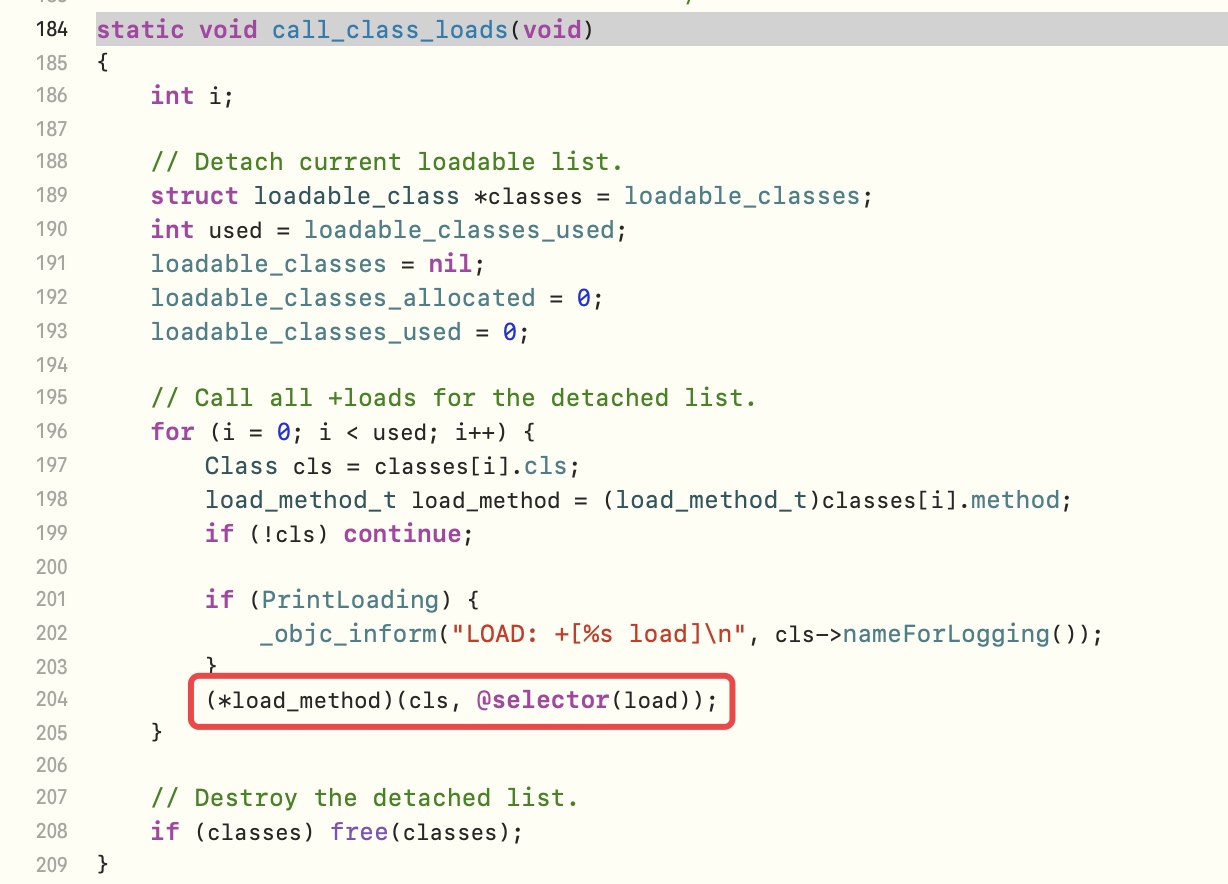 184 static void call_class_loads(void)
185 {
186     int i;
187
188     // Detach current loadable list.
189     struct loadable_class *classes = loadable_classes;
190     int used = loadable_classes_used;
191     loadable_classes = nil;
192     loadable_classes_allocated = 0;
193     loadable_classes_used = 0;
194
195     // Call all +loads for the detached list.
196     for (i = 0; i < used; i++) {
197         Class cls = classes[i].cls;
198         load_method_t load_method = (load_method_t)classes[i].method;
199         if (!cls) continue;
200
201         if (PrintLoading) {
202             _objc_inform("LOAD: +[%s load]\n", cls->nameForLogging());
203         }
204         (*load_method)(cls, @selector(load));
205     }
206
207     // Destroy the detached list.
208     if (classes) free(classes);
209 }